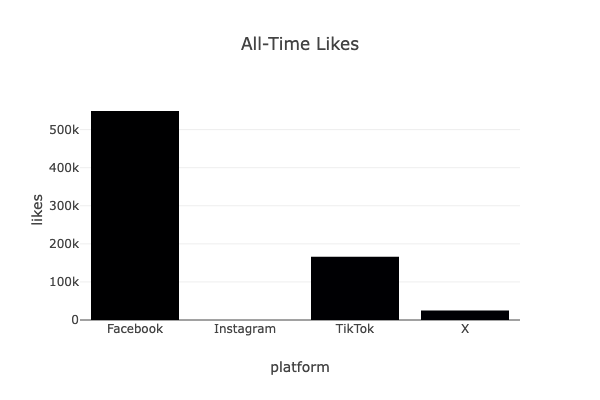 All-Time Likes
likes
500k
400k
300k
200k
100k
0
Facebook Instagram TikTok X
platform